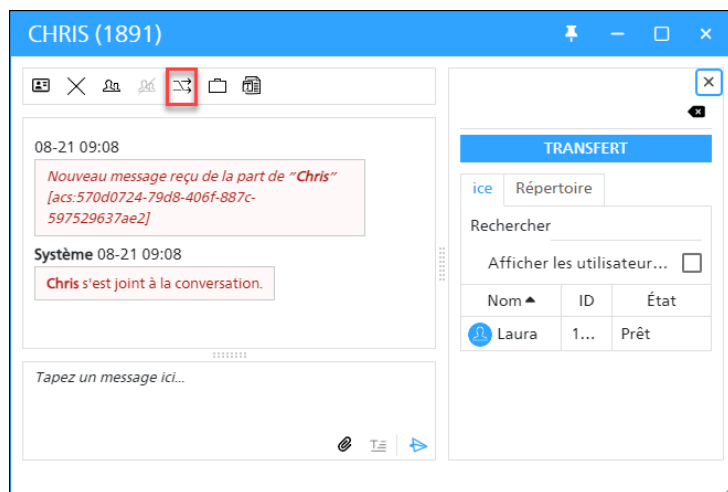 CHRIS (1891)
08-21 09:08
Nouveau message reçu de la part de "Chris"
[acs:570d0724-79d8-406f-887c-
597529637ae2]
Système 08-21 09:08
Chris s'est joint à la conversation.
Tapez un message ici...
TRANSFERT
ice Répertoire
Rechercher
Afficher les utilisateur...
Nom ID État
Laura 1... Prêt